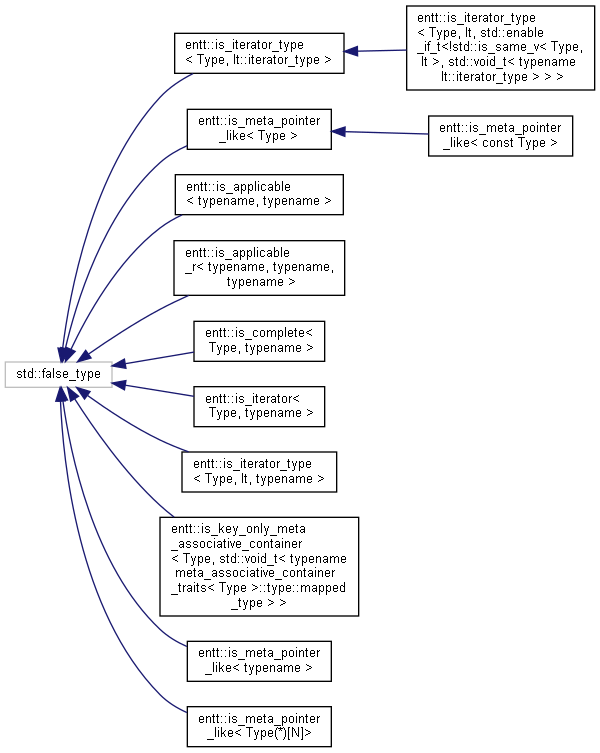 entt::is_iterator_type
< Type, It, std::enable
_if_t<!std::is_same_v< Type,
It >, std::void_t< typename
It::iterator_type > > >
entt::is_iterator_type
< Type, It::iterator_type >
entt::is_meta_pointer
_like< Type >
entt::is_meta_pointer
_like< const Type >
entt::is_applicable
< typename, typename >
entt::is_applicable
_r< typename, typename,
typename >
entt::is_complete<
Type, typename >
std::false_type
entt::is_iterator<
Type, typename >
entt::is_iterator_type
< Type, It, typename >
entt::is_key_only_meta
_associative_container
< Type, std::void_t< typename
meta_associative_container
_traits< Type >::type::mapped
_type > >
entt::is_meta_pointer
_like< typename >
entt::is_meta_pointer
_like< Type(*)[N]>